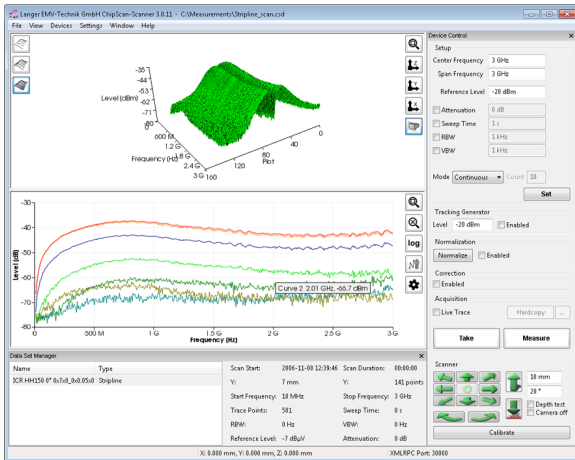 Langer EMV-Technik GmbH ChipScan-Scanner 3.0.11 - C:\Measurements\Stripline_scan.csd
File View Devices Settings Window Help
-35
-44
-53
-62
-71
-80
Level (dBm)
0
600 M
1.2 G
1.8 G
2.4 G
3 G
Frequency (Hz)
160
120
80
40
0
Plot
Z
Y
X
-30
-40
-50
-60
-70
-80
Level (dBm)
Curve 2 2.01 GHz, -66.7 dBm
0 500 M 1 G 1.5 G 2 G 2.5 G 3 G
Frequency (Hz)
log
Data Set Manager
Name Type
ICR HH150 0° 0x7x0_0x0.05x0 Stripline
Scan Start: 2006-11-08 12:39:46 Scan Duration: 00:00:00
Y: 7 mm Y: 141 points
Start Frequency: 10 MHz Stop Frequency: 3 GHz
Trace Points: 501 Sweep Time: 0 s
RBW: 0 Hz VBW: 0 Hz
Reference Level: -7 dBµV Attenuation: 0 dB
X: 0.000 mm, Y: 0.000 mm, Z: 0.000 mm XMLRPC Port: 30000
Device Control
Setup
Center Frequency 3 GHz
Span Frequency 3 GHz
Reference Level -20 dBm
Attenuation 0 dB
Sweep Time 1 s
RBW 1 kHz
VBW 1 kHz
Mode Continuous Count 10
Set
Tracking Generator
Level -20 dBm Enabled
Normalization
Normalize Enabled
Correction
Enabled
Acquisition
Live Trace Hardcopy ...
Take Measure
Scanner
10 mm
20 °
Depth test
Camera off
Calibrate